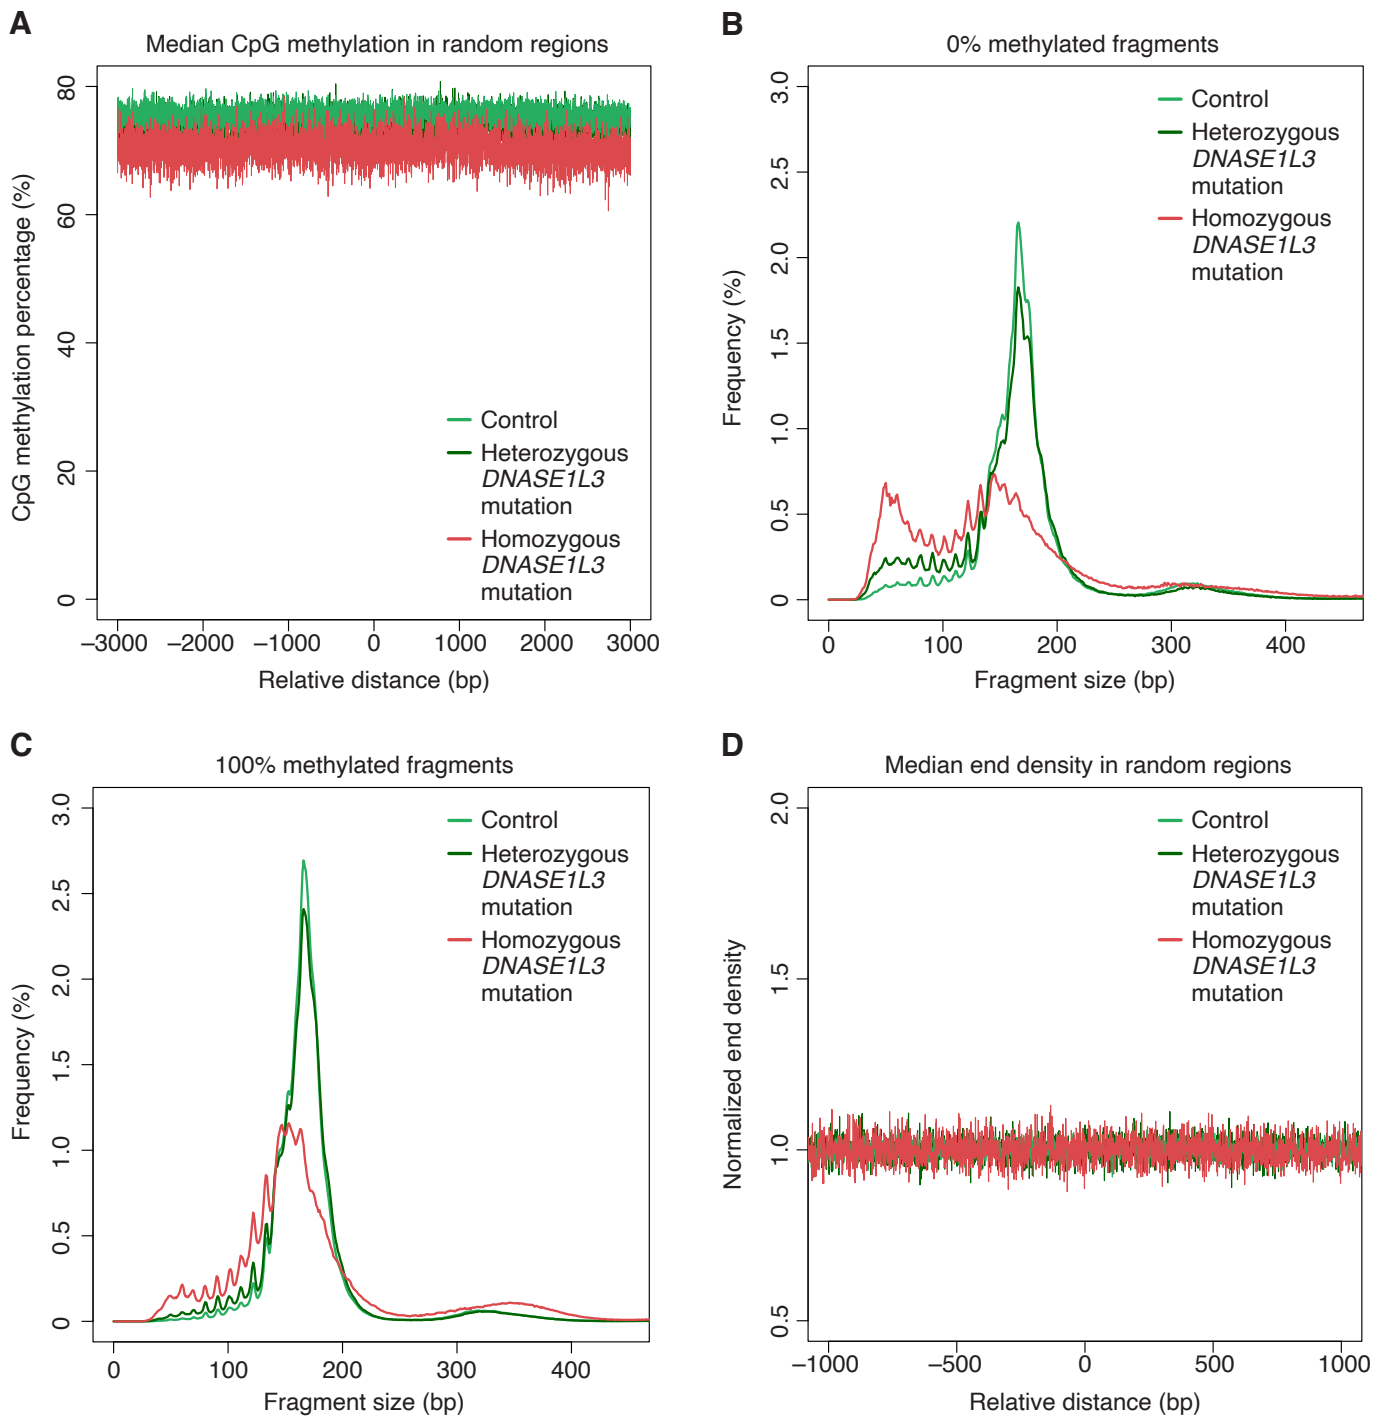 A
Median CpG methylation in random regions
CpG methylation percentage (%)
80
60
40
20
0
Control
Heterozygous
DNASE1L3
mutation
Homozygous
DNASE1L3
mutation
−3000 −2000 −1000 0 1000 2000 3000
Relative distance (bp)
B
0% methylated fragments
Frequency (%)
3.0
2.5
2.0
1.5
1.0
0.5
0
Control
Heterozygous
DNASE1L3
mutation
Homozygous
DNASE1L3
mutation
0 100 200 300 400
Fragment size (bp)
C
100% methylated fragments
Frequency (%)
3.0
2.5
2.0
1.5
1.0
0.5
0
Control
Heterozygous
DNASE1L3
mutation
Homozygous
DNASE1L3
mutation
0 100 200 300 400
Fragment size (bp)
D
Median end density in random regions
Normalized end density
2.0
1.5
1.0
0.5
Control
Heterozygous
DNASE1L3
mutation
Homozygous
DNASE1L3
mutation
−1000 −500 0 500 1000
Relative distance (bp)